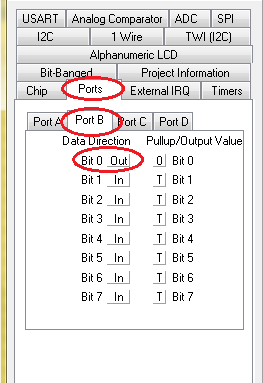 USART Analog Comparator ADC SPI
I2C 1 Wire TWI (I2C)
Alphanumeric LCD
Bit-Banged Project Information
Chip Ports External IRQ Timers
Port A Port B Port C Port D
Data Direction Pullup/Output Value
Bit 0 Out 0 Bit 0
Bit 1 In T Bit 1
Bit 2 In T Bit 2
Bit 3 In T Bit 3
Bit 4 In T Bit 4
Bit 5 In T Bit 5
Bit 6 In T Bit 6
Bit 7 In T Bit 7